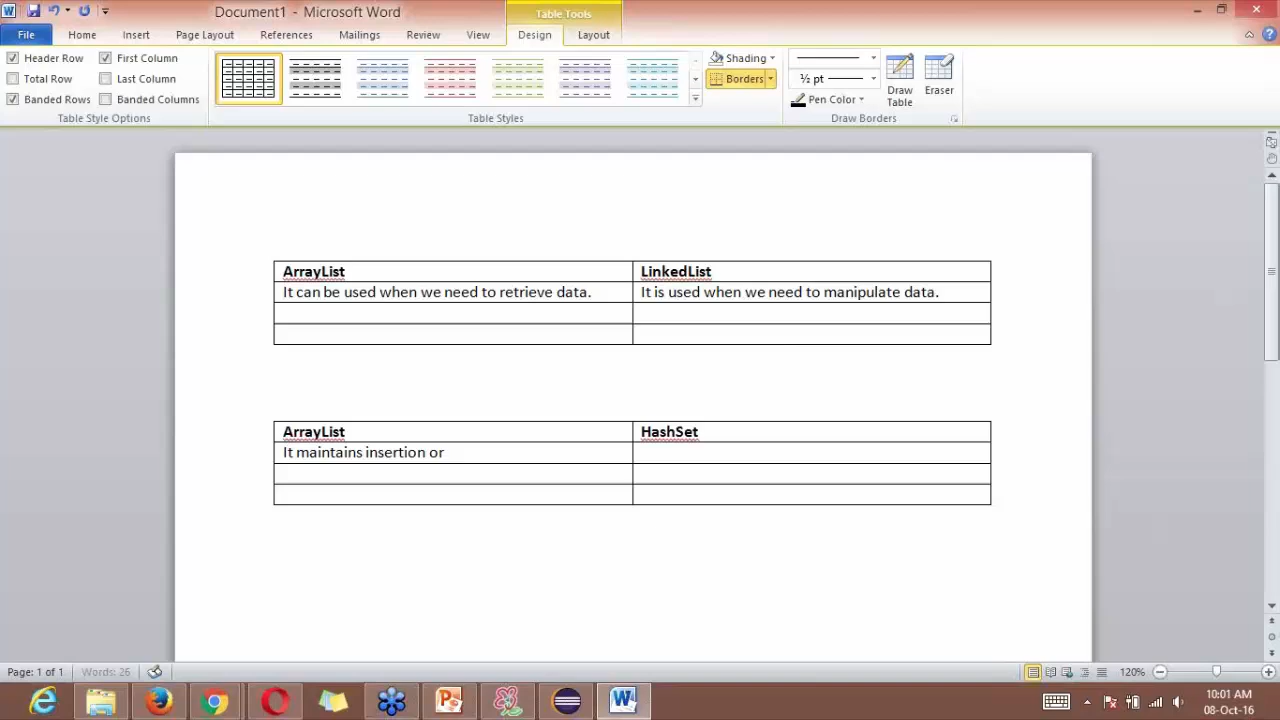 Document1 - Microsoft Word
Table Tools
File Home Insert Page Layout References Mailings Review View Design Layout
Header Row First Column
Total Row Last Column
Banded Rows Banded Columns
Table Style Options
Table Styles
Shading
Borders
½ pt
Pen Color
Draw Table
Eraser
Draw Borders
ArrayList LinkedList
It can be used when we need to retrieve data. It is used when we need to manipulate data.
ArrayList HashSet
It maintains insertion or
Page: 1 of 1 Words: 26 120%
10:01 AM
08-Oct-16